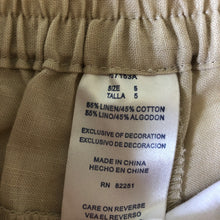 SIZE 5
TALLA 5
55% LINEN/45% COTTON
55% LINO/45% ALGODON
EXCLUSIVE OF DECORATION
EXCLUSIVO DE DECORACION
MADE IN CHINA
HECHO EN CHINA
RN 82251
CARE ON REVERSE
VEA EL REVERSO